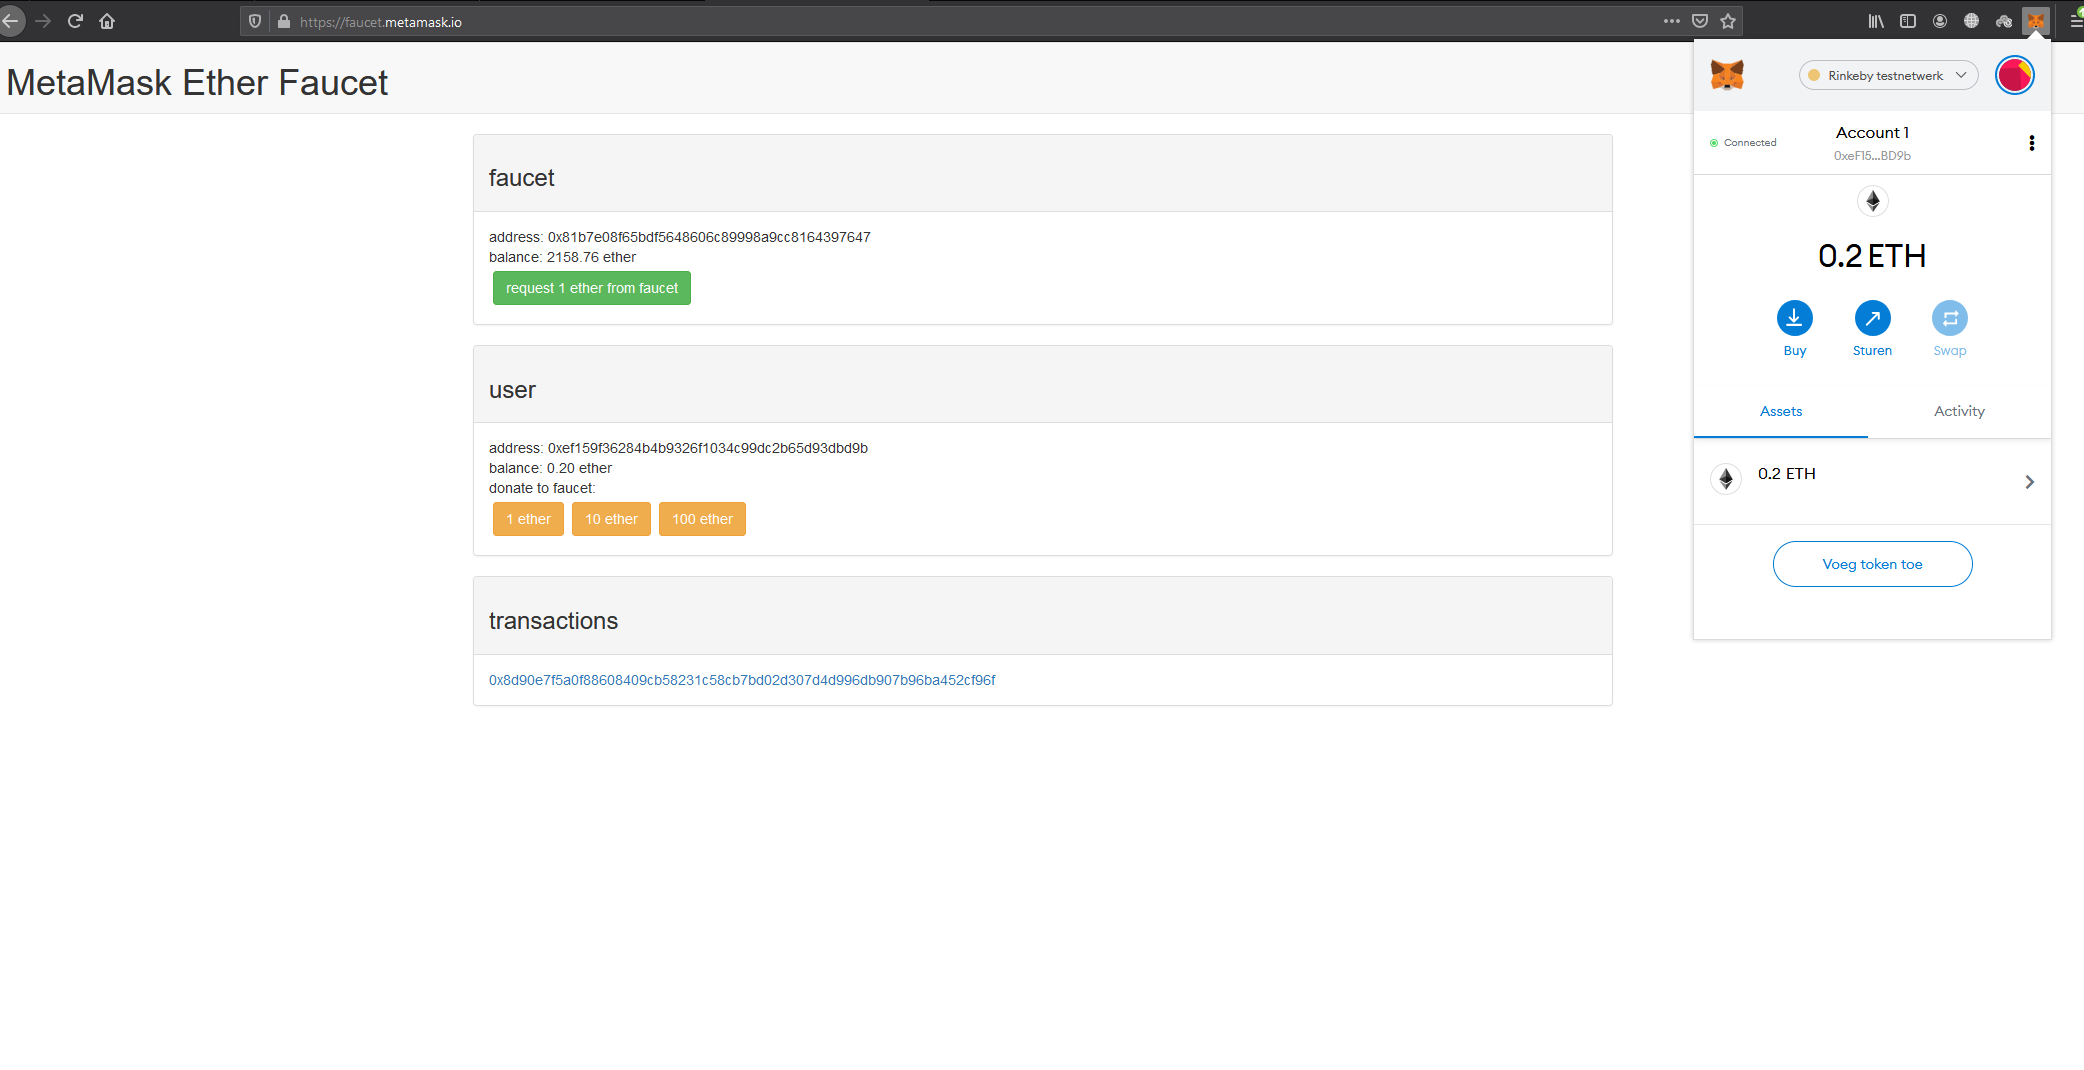 https://faucet.metamask.io
MetaMask Ether Faucet
faucet
address: 0x81b7e08f65bdf5648606c89998a9cc8164397647
balance: 2158.76 ether
request 1 ether from faucet
user
address: 0xef159f36284b4b9326f1034c99dc2b65d93dbd9b
balance: 0.20 ether
donate to faucet:
1 ether 10 ether 100 ether
transactions
0x8d90e7f5a0f88608409cb58231c58cb7bd02d307d4d996db907b96ba452cf96f
Rinkeby testnetwerk
Connected
Account 1
0xeF15...BD9b
0.2 ETH
Buy Sturen Swap
Assets Activity
0.2 ETH
Voeg token toe